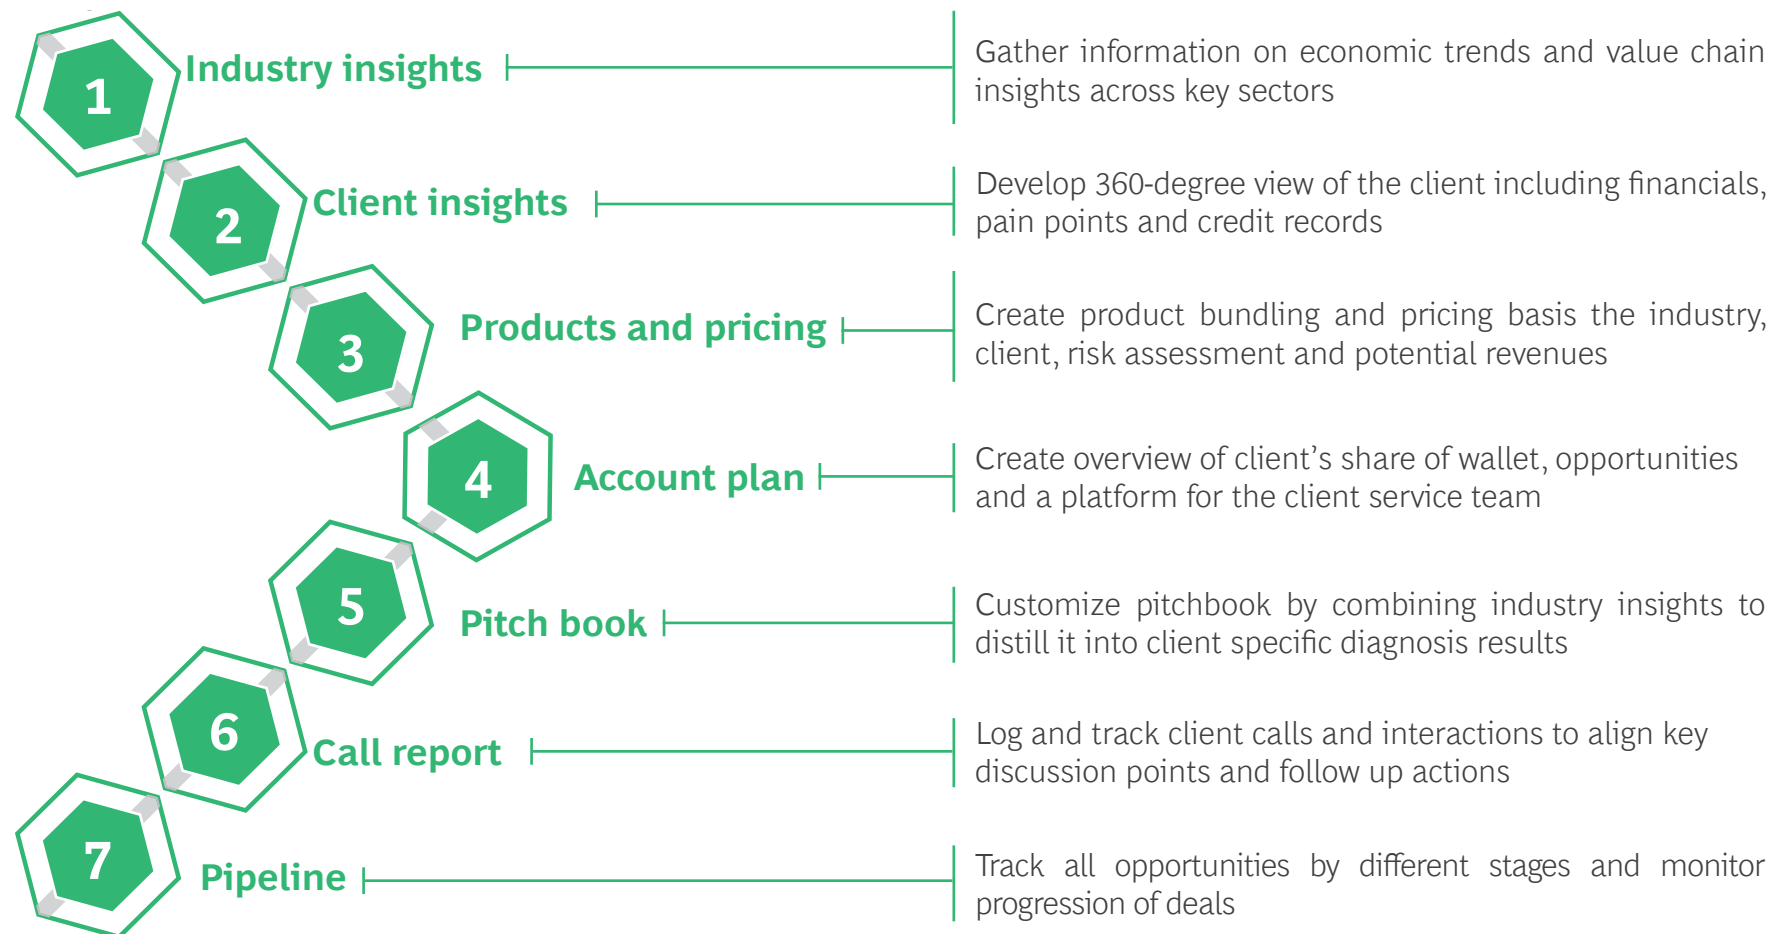 1
Industry insights
Gather information on economic trends and value chain
insights across key sectors
2
Client insights
Develop 360-degree view of the client including financials,
pain points and credit records
3
Products and pricing
Create product bundling and pricing basis the industry,
client, risk assessment and potential revenues
4
Account plan
Create overview of client’s share of wallet, opportunities
and a platform for the client service team
5
Pitch book
Customize pitchbook by combining industry insights to
distill it into client specific diagnosis results
6
Call report
Log and track client calls and interactions to align key
discussion points and follow up actions
7
Pipeline
Track all opportunities by different stages and monitor
progression of deals